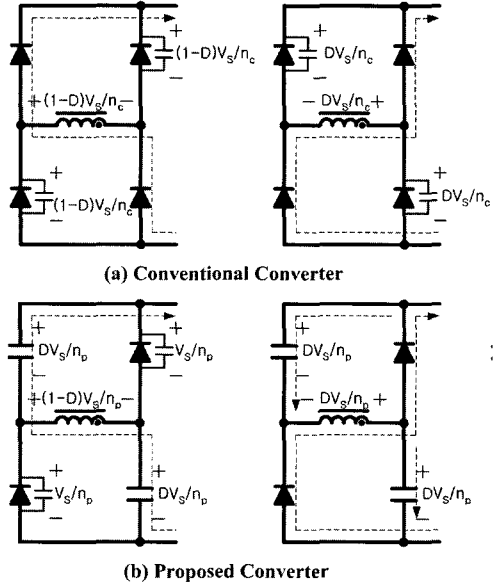 +
(1-D)V_S/n_c
−
+(1-D)V_S/n_c−
+
(1-D)V_S/n_c
−
+
DV_S/n_c
−
− DV_S/n_c +
+
DV_S/n_c
−
(a) Conventional Converter
+
DV_S/n_p
−
+
V_S/n_p
−
+(1-D)V_S/n_p−
+
V_S/n_p
−
+
DV_S/n_p
−
+
DV_S/n_p
−
− DV_S/n_p +
+
DV_S/n_p
−
:
(b) Proposed Converter